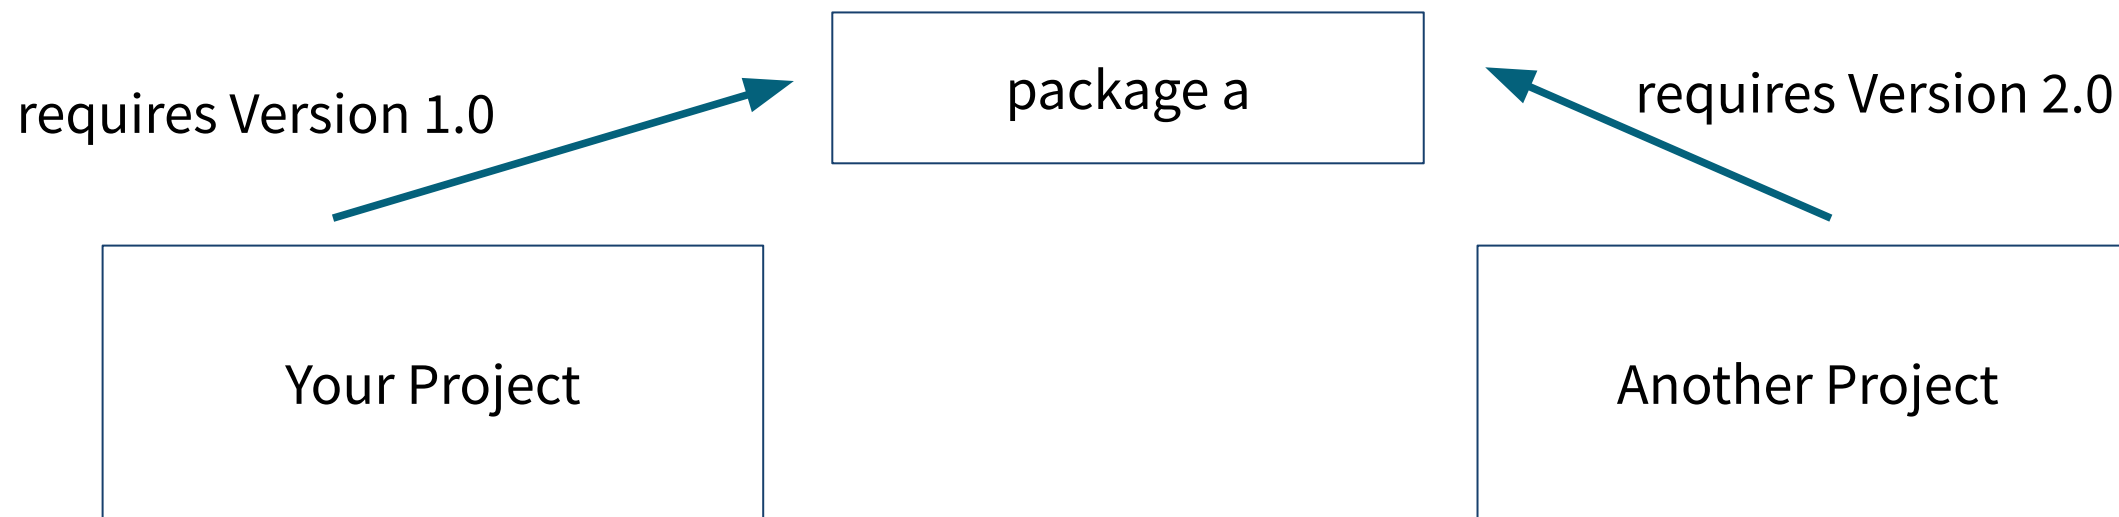 package a
requires Version 1.0
requires Version 2.0
Your Project
Another Project